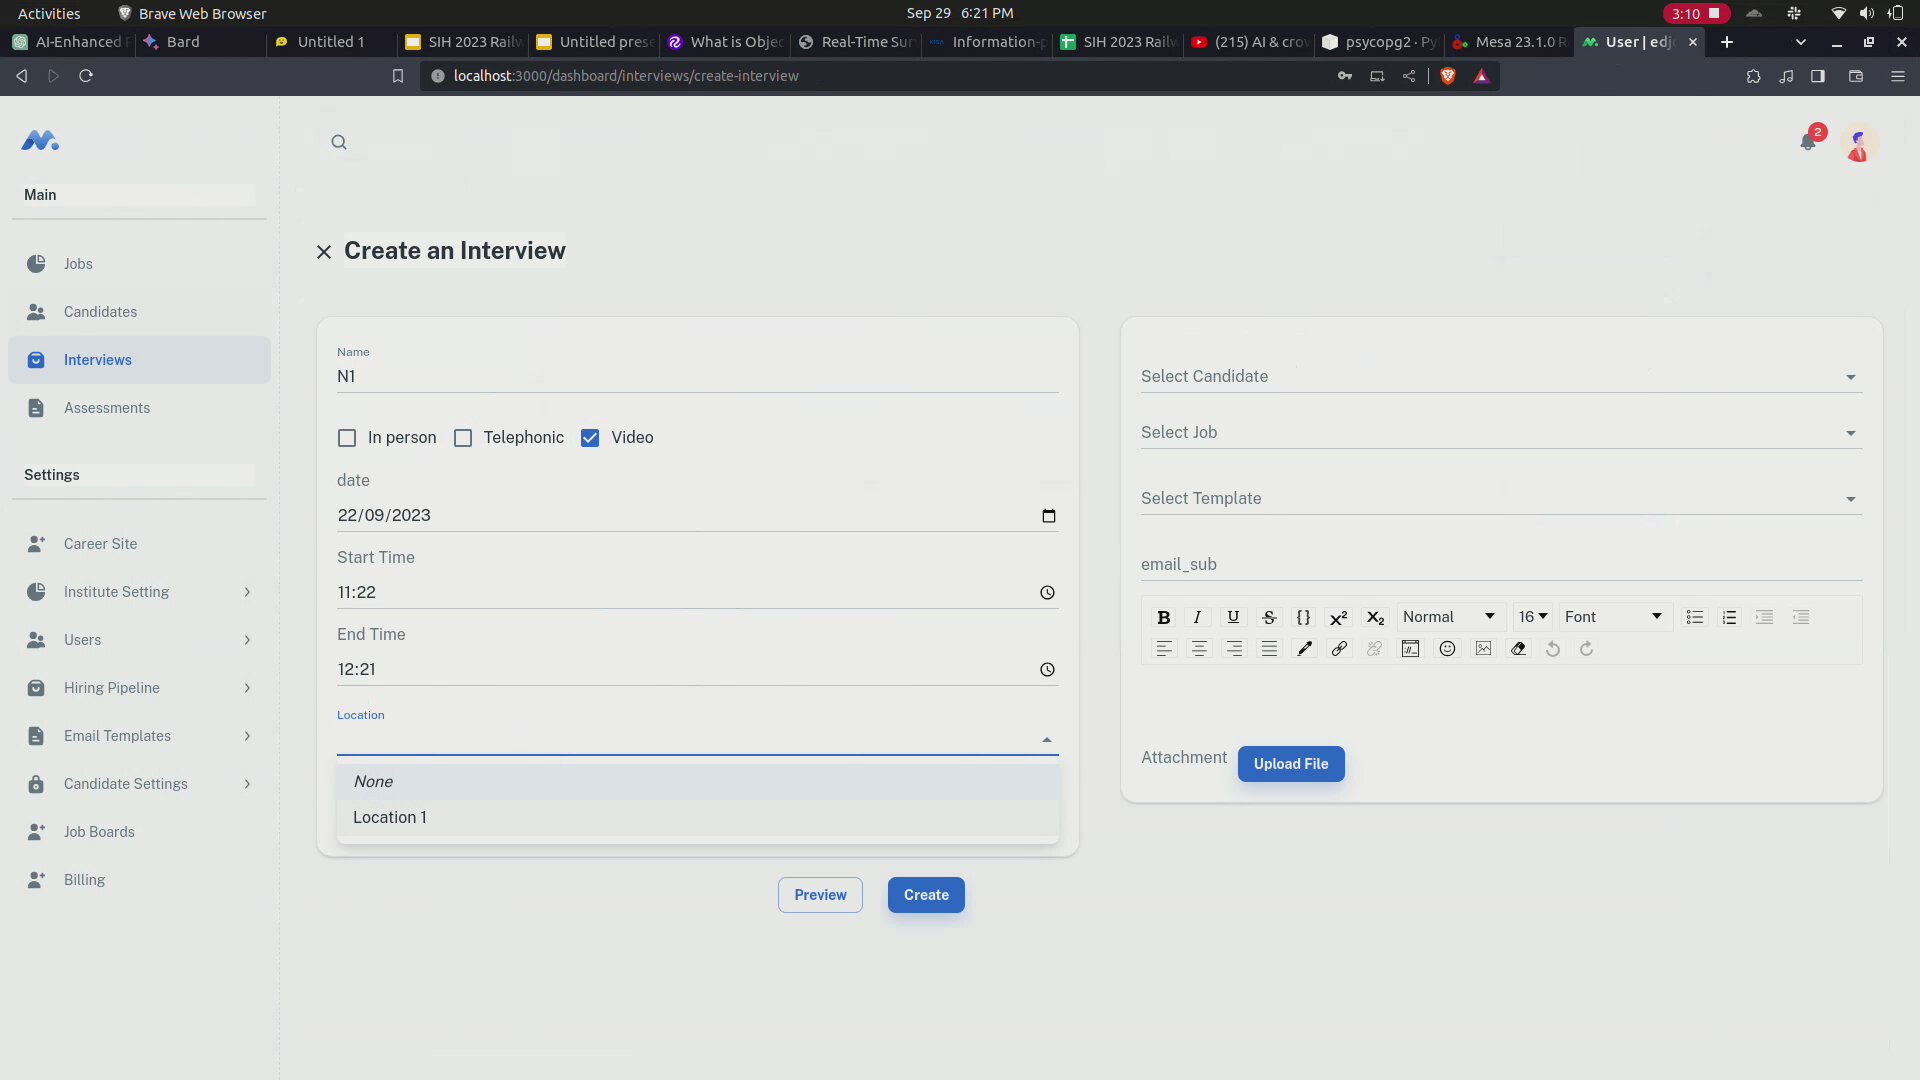 Activities
Brave Web Browser
Sep 29 6:21 PM
3:10
AI-Enhanced
Bard
Untitled 1
SIH 2023 Railw
Untitled prese
What is Objec
Real-Time Sur
Information-p
SIH 2023 Railw
(215) AI & crow
psycopg2 · Py
Mesa 23.1.0 R
User | edj
localhost:3000/dashboard/interviews/create-interview
2
Main
Jobs
Candidates
Interviews
Assessments
Settings
Career Site
Institute Setting
Users
Hiring Pipeline
Email Templates
Candidate Settings
Job Boards
Billing
Create an Interview
Name
N1
In person
Telephonic
Video
date
22/09/2023
Start Time
11:22
End Time
12:21
Location
None
Location 1
Select Candidate
Select Job
Select Template
email_sub
Normal
16
Font
Attachment
Upload File
Preview
Create